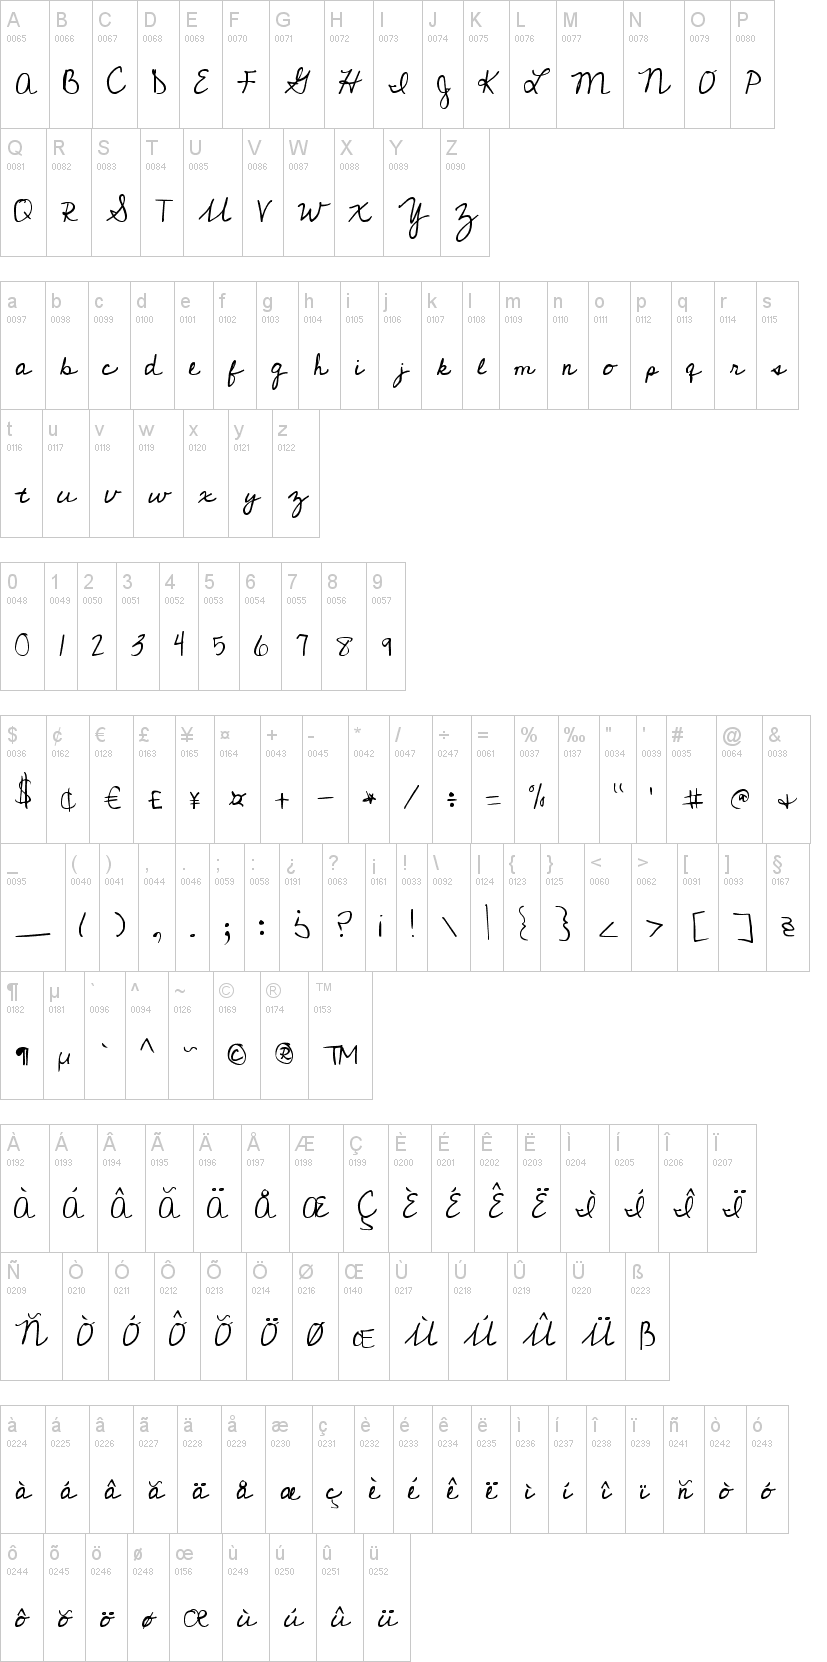 A B C D E F G H I J K L M N O P
0065 0066 0067 0068 0069 0070 0071 0072 0073 0074 0075 0076 0077 0078 0079 0080
A B C D E F G H I J K L M N O P
Q R S T U V W X Y Z
0081 0082 0083 0084 0085 0086 0087 0088 0089 0090
Q R S T U V W X Y Z
a b c d e f g h i j k l m n o p q r s
0097 0098 0099 0100 0101 0102 0103 0104 0105 0106 0107 0108 0109 0110 0111 0112 0113 0114 0115
a b c d e f g h i j k l m n o p q r s
t u v w x y z
0116 0117 0118 0119 0120 0121 0122
t u v w x y z
0 1 2 3 4 5 6 7 8 9
0048 0049 0050 0051 0052 0053 0054 0055 0056 0057
0 1 2 3 4 5 6 7 8 9
$ ¢ € £ ¥ ¤ + - * / ÷ = % ‰ " ' # @ &
0036 0162 0128 0163 0165 0164 0043 0045 0042 0047 0247 0061 0037 0137 0034 0039 0035 0064 0038
$ ¢ € £ ¥ ¤ + - * / ÷ = % " ' # @ &
_ ( ) , . ; : ¿ ? ¡ ! \ | { } < > [ ] §
0095 0040 0041 0044 0046 0059 0058 0191 0063 0161 0033 0092 0124 0123 0125 0060 0062 0091 0093 0167
_ ( ) , . ; : ¿ ? ¡ ! \ | { } < > [ ] §
¶ µ ` ^ ~ © ® ™
0182 0181 0096 0094 0126 0169 0174 0153
¶ µ ` ^ ~ © ® ™
À Á Â Ã Ä Å Æ Ç È É Ê Ë Ì Í Î Ï
0192 0193 0194 0195 0196 0197 0198 0199 0200 0201 0202 0203 0204 0205 0206 0207
À Á Â Ã Ä Å Æ Ç È É Ê Ë Ì Í Î Ï
Ñ Ò Ó Ô Õ Ö Ø Œ Ù Ú Û Ü ß
0209 0210 0211 0212 0213 0214 0216 0140 0217 0218 0219 0220 0223
Ñ Ò Ó Ô Õ Ö Ø Œ Ù Ú Û Ü ß
à á â ã ä å æ ç è é ê ë ì í î ï ñ ò ó
0224 0225 0226 0227 0228 0229 0230 0231 0232 0233 0234 0235 0236 0237 0238 0239 0241 0242 0243
à á â ã ä å æ ç è é ê ë ì í î ï ñ ò ó
ô õ ö ø œ ù ú û ü
0244 0245 0246 0248 0156 0249 0250 0251 0252
ô õ ö ø œ ù ú û ü